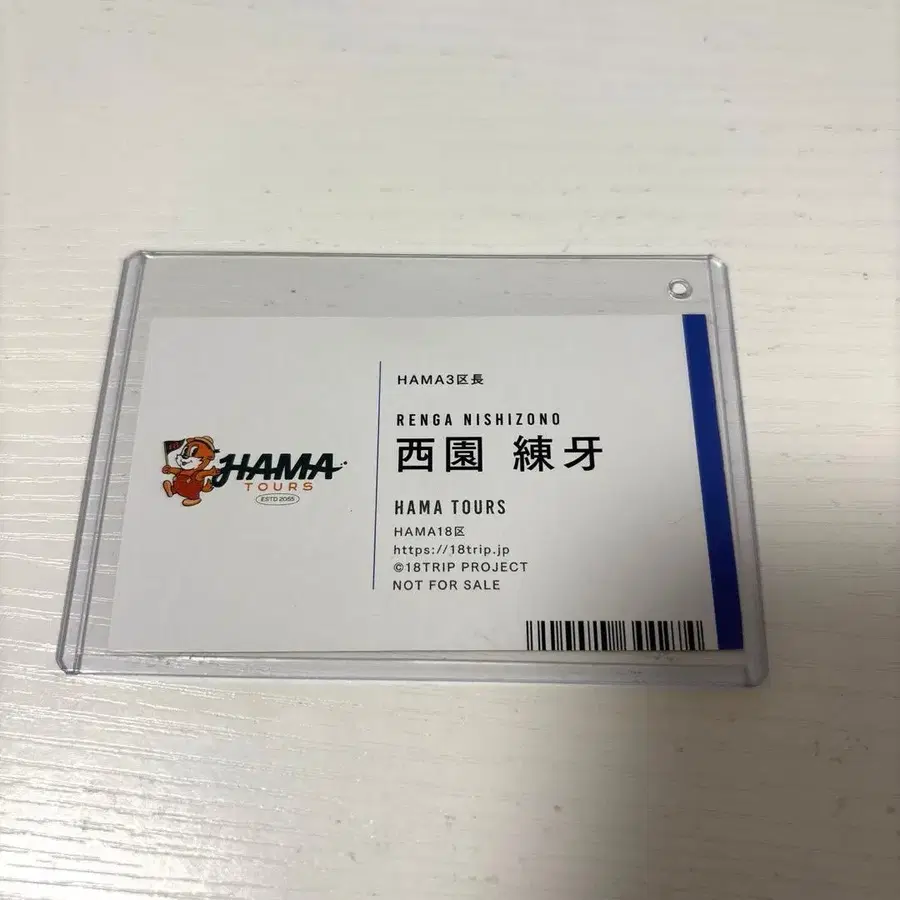 HAMA
TOURS
ESTD 2055
HAMA3区長
RENGA NISHIZONO
西園 練牙
HAMA TOURS
HAMA18区
https://18trip.jp
©18TRIP PROJECT
NOT FOR SALE